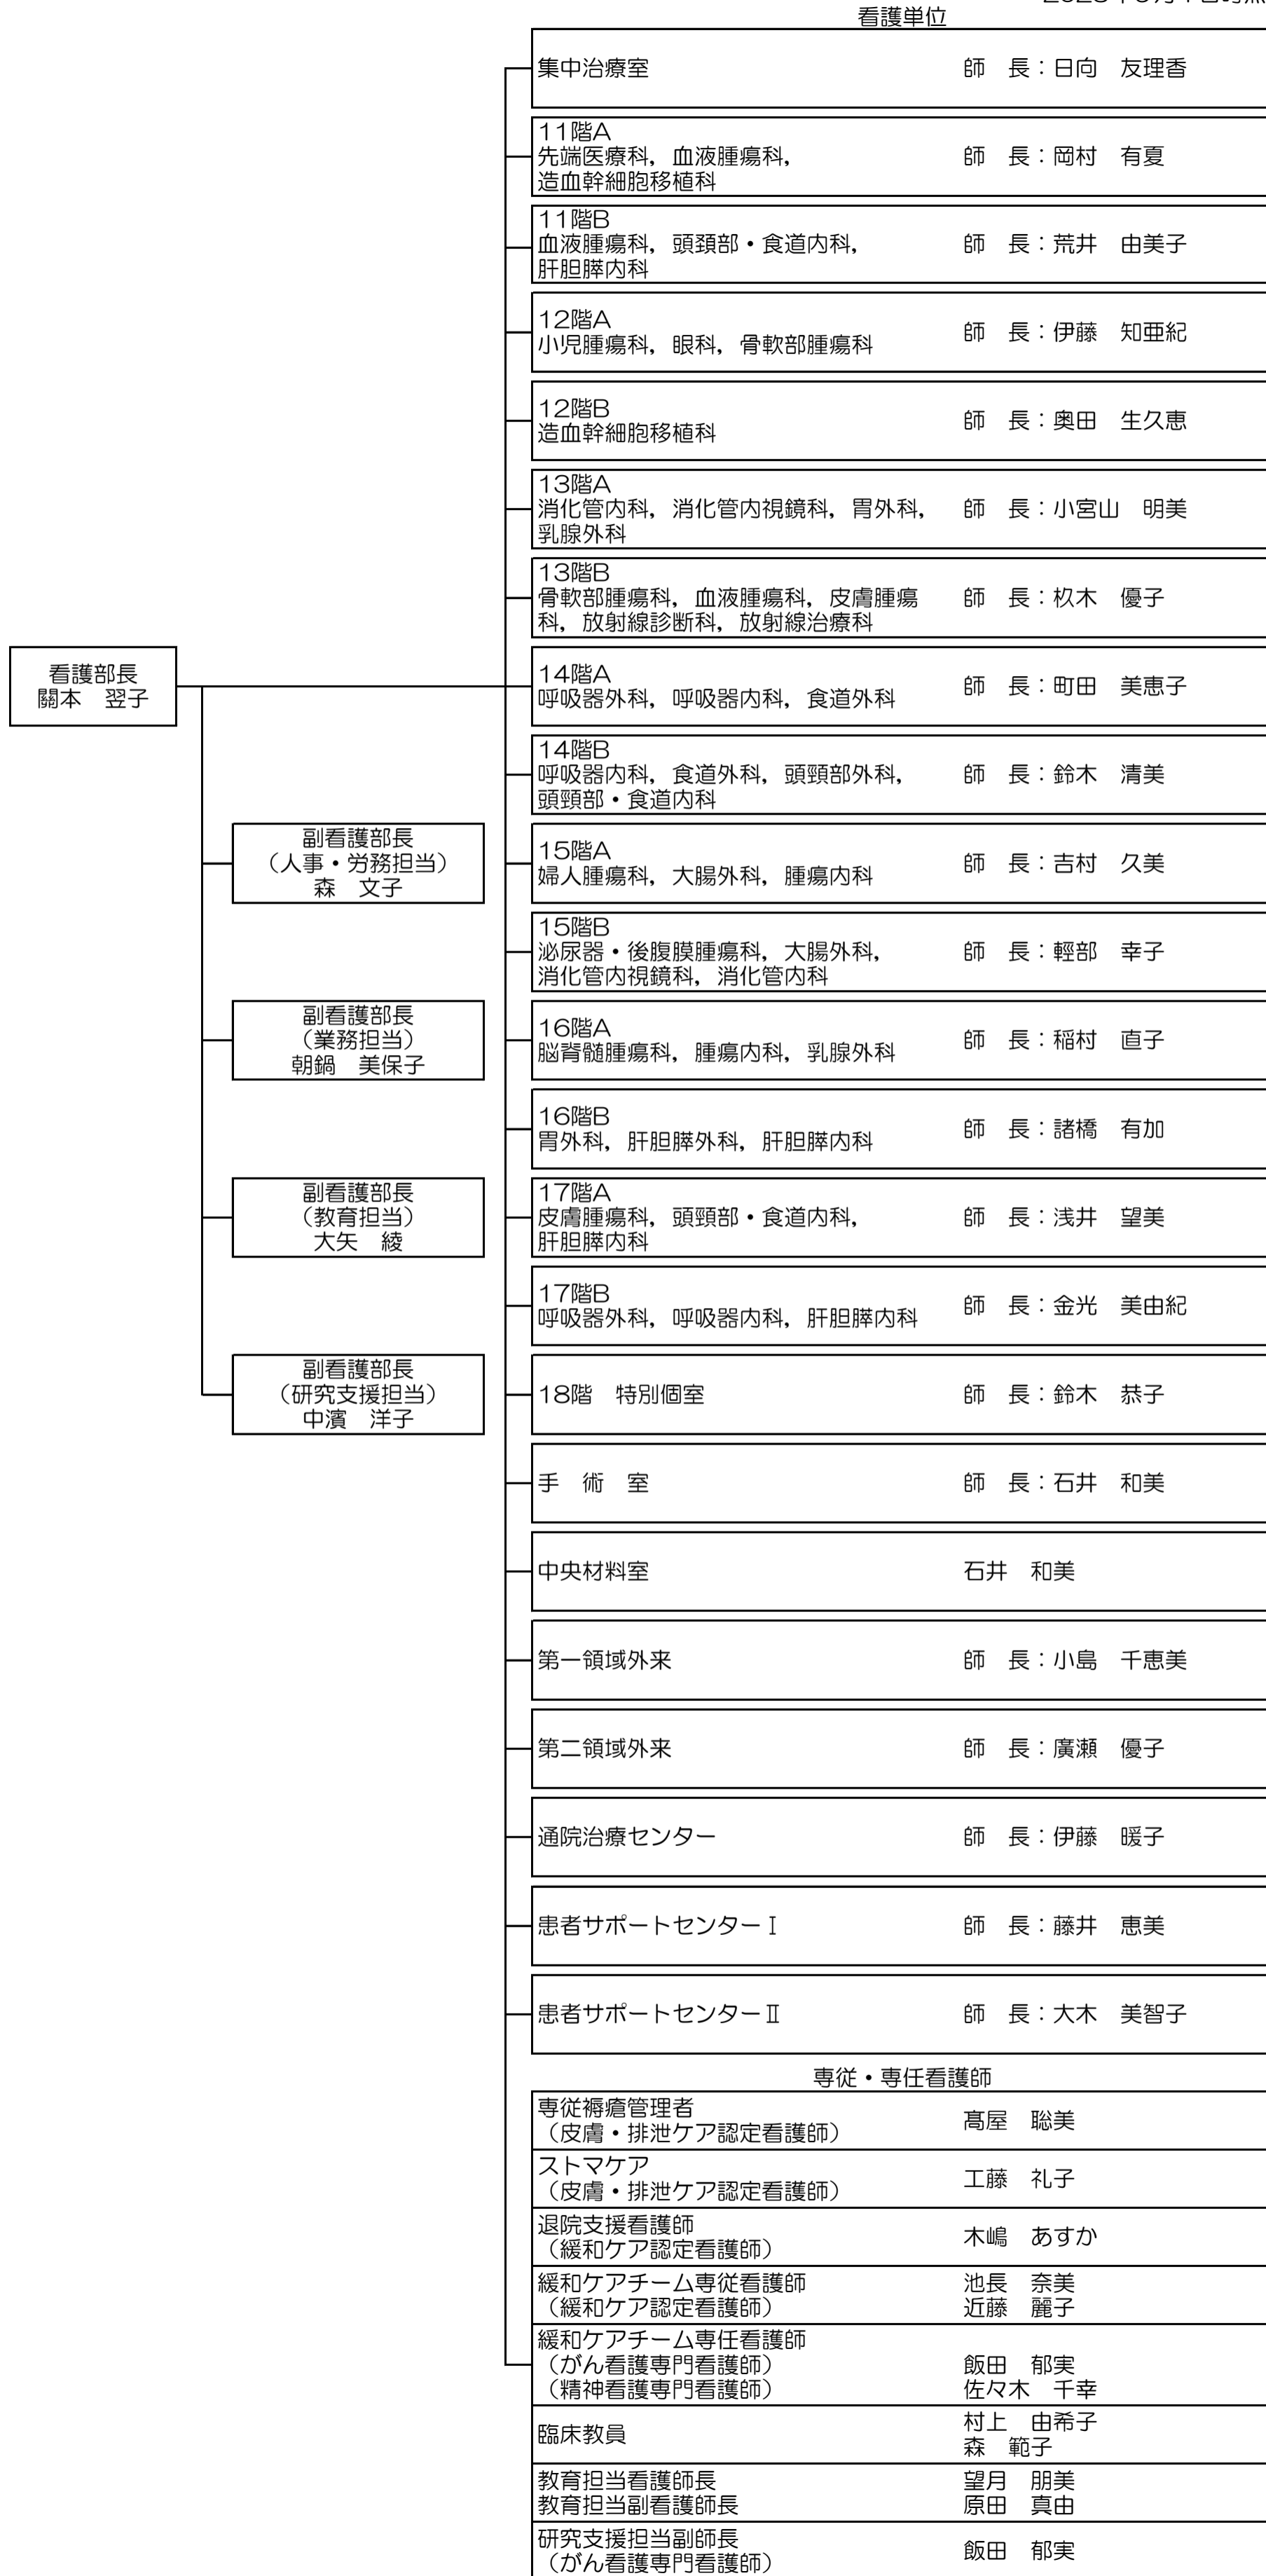 看護単位
集中治療室　師　長：日向　友理香
11階A
先端医療科，血液腫瘍科，　師　長：岡村　有夏
造血幹細胞移植科
11階B
血液腫瘍科，頭頚部・食道内科，　師　長：荒井　由美子
肝胆膵内科
12階A
小児腫瘍科，眼科，骨軟部腫瘍科　師　長：伊藤　知亜紀
12階B
造血幹細胞移植科　師　長：奥田　生久恵
13階A
消化管内科，消化管内視鏡科，胃外科，　師　長：小宮山　明美
乳腺外科
13階B
骨軟部腫瘍科，血液腫瘍科，皮膚腫瘍　師　長：杦木　優子
科，放射線診断科，放射線治療科
看護部長
關本　翌子
14階A
呼吸器外科，呼吸器内科，食道外科　師　長：町田　美恵子
14階B
呼吸器内科，食道外科，頭頸部外科，　師　長：鈴木　清美
頭頸部・食道内科
副看護部長
（人事・労務担当）
森　文子
15階A
婦人腫瘍科，大腸外科，腫瘍内科　師　長：吉村　久美
15階B
泌尿器・後腹膜腫瘍科，大腸外科，　師　長：輕部　幸子
消化管内視鏡科，消化管内科
副看護部長
（業務担当）
朝鍋　美保子
16階A
脳脊髄腫瘍科，腫瘍内科，乳腺外科　師　長：稲村　直子
16階B
胃外科，肝胆膵外科，肝胆膵内科　師　長：諸橋　有加
副看護部長
（教育担当）
大矢　綾
17階A
皮膚腫瘍科，頭頸部・食道内科，　師　長：浅井　望美
肝胆膵内科
17階B
呼吸器外科，呼吸器内科，肝胆膵内科　師　長：金光　美由紀
副看護部長
（研究支援担当）
中濱　洋子
18階　特別個室　師　長：鈴木　恭子
手　術　室　師　長：石井　和美
中央材料室　石井　和美
第一領域外来　師　長：小島　千恵美
第二領域外来　師　長：廣瀬　優子
通院治療センター　師　長：伊藤　暖子
患者サポートセンターⅠ　師　長：藤井　恵美
患者サポートセンターⅡ　師　長：大木　美智子
専従・専任看護師
専従褥瘡管理者
（皮膚・排泄ケア認定看護師）　髙屋　聡美
ストマケア
（皮膚・排泄ケア認定看護師）　工藤　礼子
退院支援看護師
（緩和ケア認定看護師）　木嶋　あすか
緩和ケアチーム専従看護師　池長　奈美
（緩和ケア認定看護師）　近藤　麗子
緩和ケアチーム専任看護師
（がん看護専門看護師）　飯田　郁実
（精神看護専門看護師）　佐々木　千幸
臨床教員　村上　由希子
森　範子
教育担当看護師長　望月　朋美
教育担当副看護師長　原田　真由
研究支援担当副師長
（がん看護専門看護師）　飯田　郁実